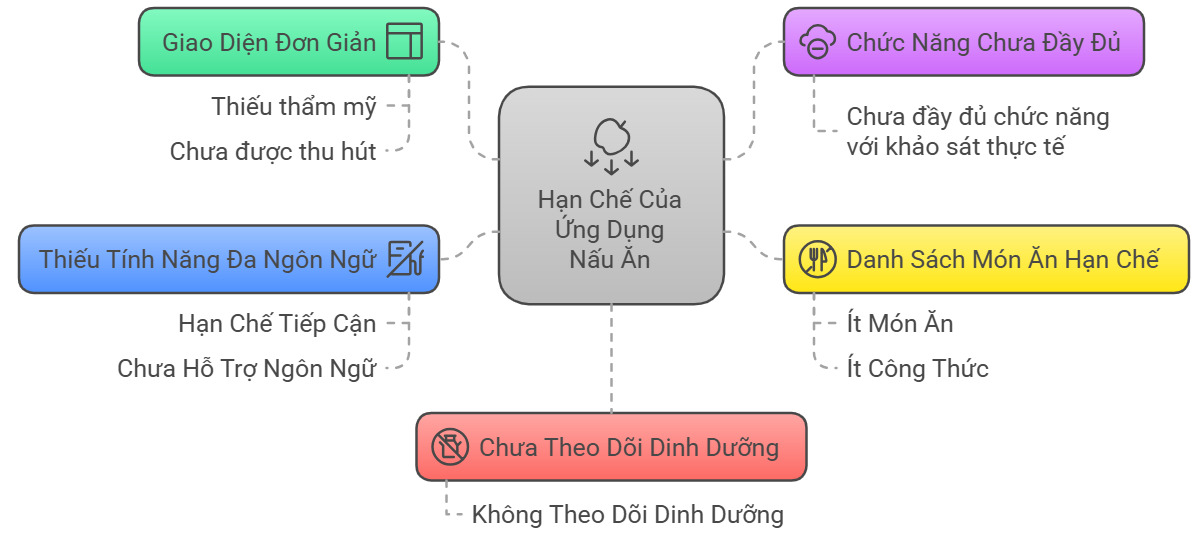 Giao Diện Đơn Giản
Thiếu thẩm mỹ
Chưa được thu hút
Chức Năng Chưa Đầy Đủ
Chưa đầy đủ chức năng
với khảo sát thực tế
Hạn Chế Của
Ứng Dụng
Nấu Ăn
Thiếu Tính Năng Đa Ngôn Ngữ
Hạn Chế Tiếp Cận
Chưa Hỗ Trợ Ngôn Ngữ
Danh Sách Món Ăn Hạn Chế
Ít Món Ăn
Ít Công Thức
Chưa Theo Dõi Dinh Dưỡng
Không Theo Dõi Dinh Dưỡng